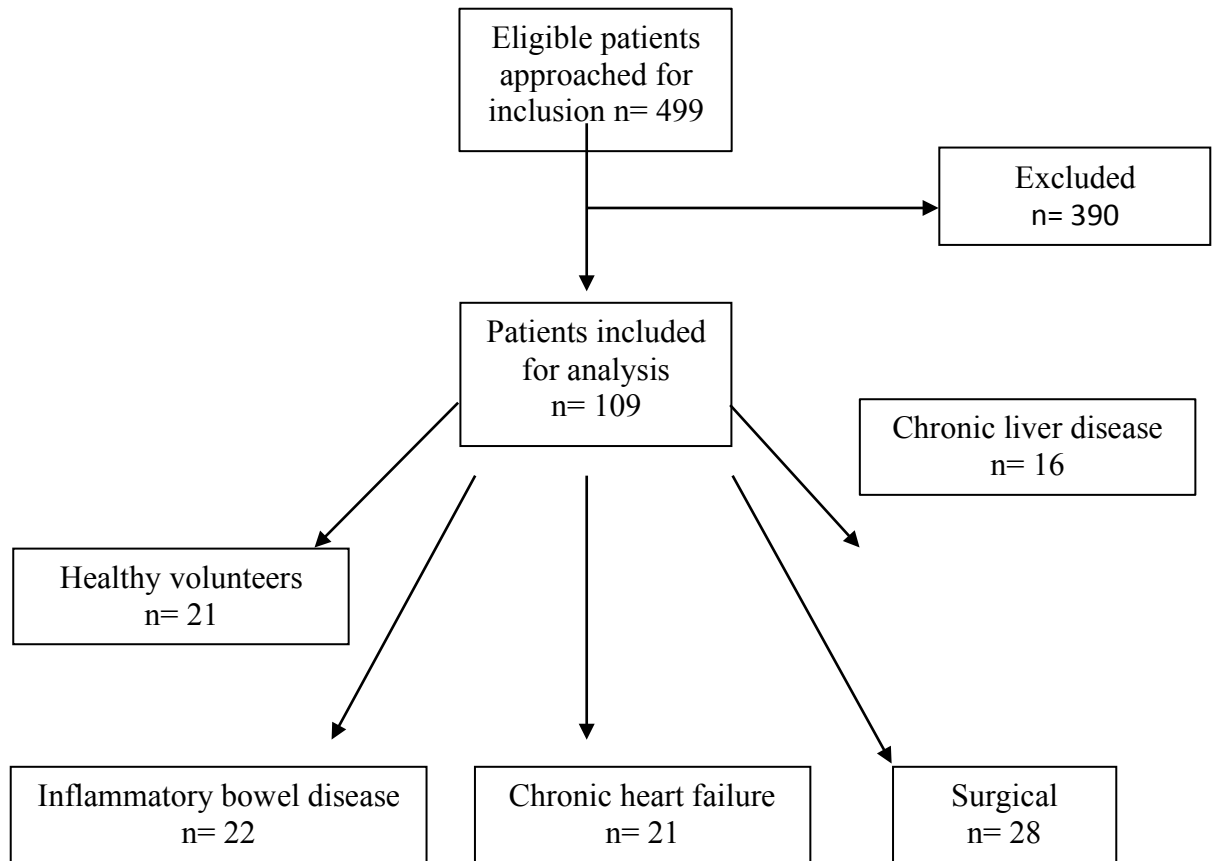 Eligible patients
approached for
inclusion n= 499
Excluded
n= 390
Patients included
for analysis
n= 109
Chronic liver disease
n= 16
Healthy volunteers
n= 21
Inflammatory bowel disease
n= 22
Chronic heart failure
n= 21
Surgical
n= 28